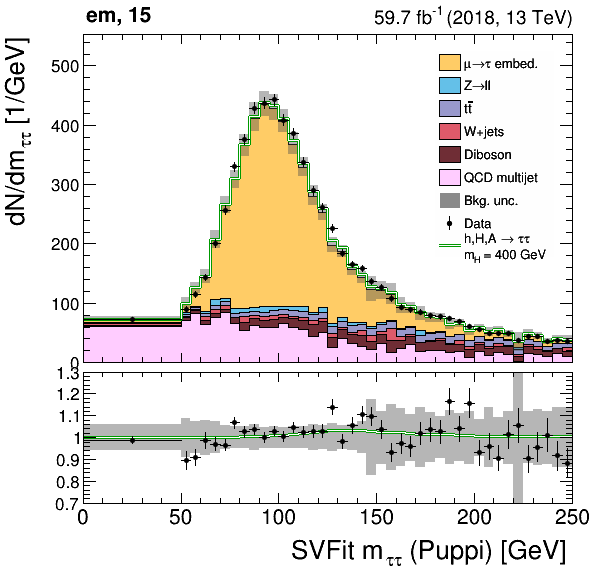 em, 15
59.7 fb⁻¹ (2018, 13 TeV)
dN/dm_ττ [1/GeV]
500
400
300
200
100
0
μ→τ embed.
Z→ll
tt̄
W+jets
Diboson
QCD multijet
Bkg. unc.
Data
h,H,A → ττ
m_H = 400 GeV
1.3
1.2
1.1
1
0.9
0.8
0.7
0 50 100 150 200 250
SVFit m_ττ (Puppi) [GeV]